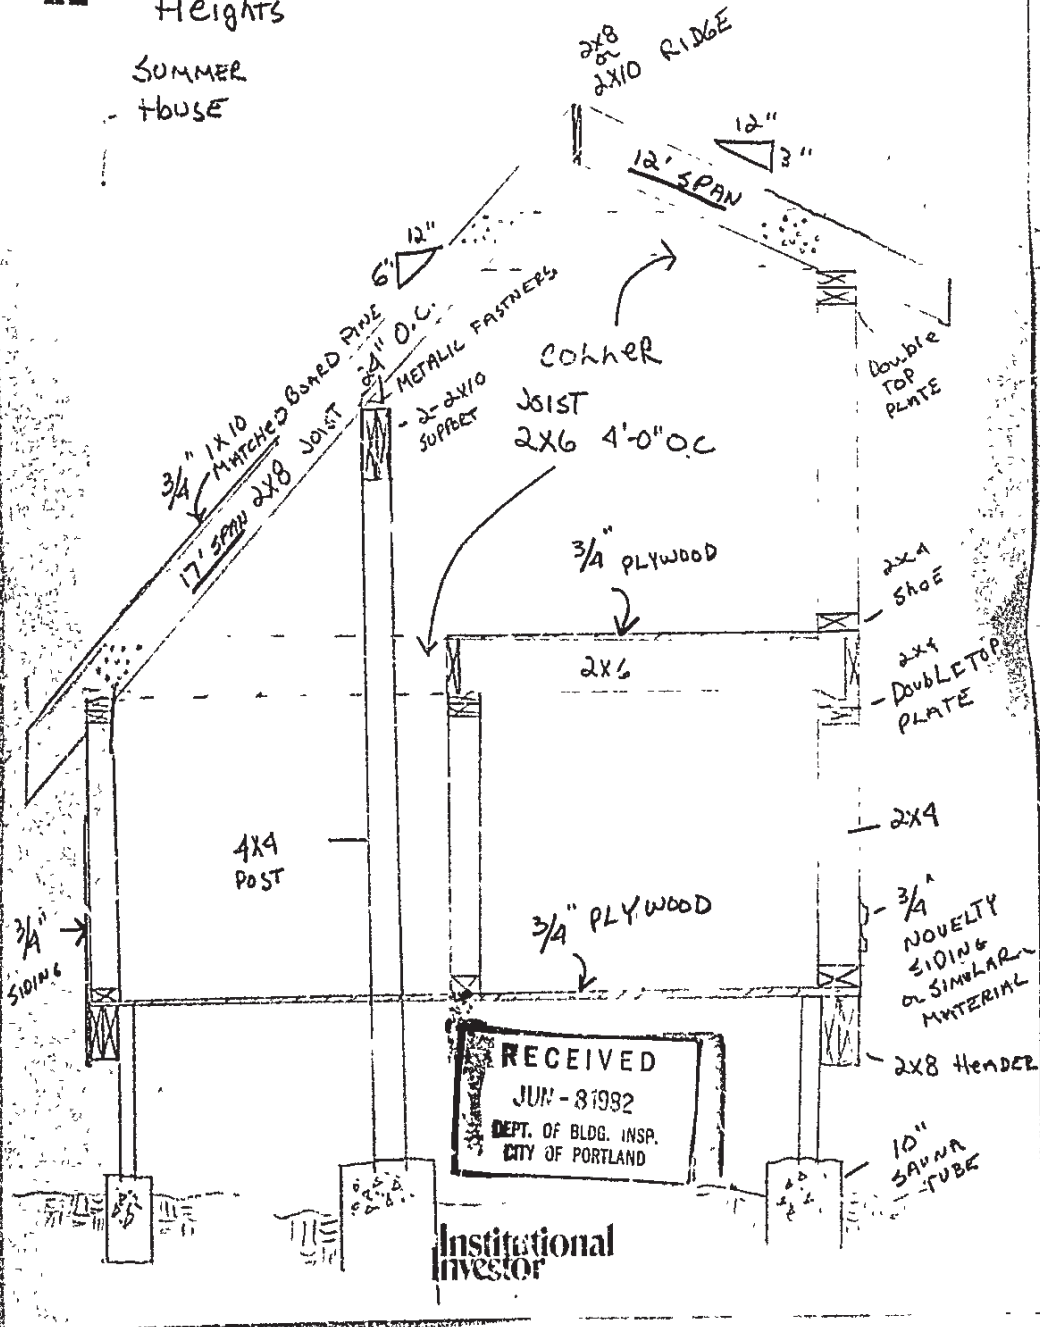 Heights
SUMMER
HOUSE
2x8
or
2x10 RIDGE
12"
3"
12' SPAN
12"
6"
24" O.C.
METALIC FASTNERS
3/4" 1x10
MATCHED BOARD PINE
17' SPAN 2x8 JOIST
2-2x10
SUPPORT
COLLER
JOIST
2x6 4'-0" O.C
Double
TOP
PLATE
3/4" PLYWOOD
2x4
SHOE
2x6
2x4
DOUBLE TOP
PLATE
4x4
POST
2x4
3/4" PLYWOOD
3/4"
SIDING
3/4"
NOVELTY
SIDING
or SIMULAR
MATERIAL
2x8 HEADER
RECEIVED
JUN -8 1982
DEPT. OF BLDG. INSP.
CITY OF PORTLAND
10"
SAUNA
TUBE
Institutional
Investor